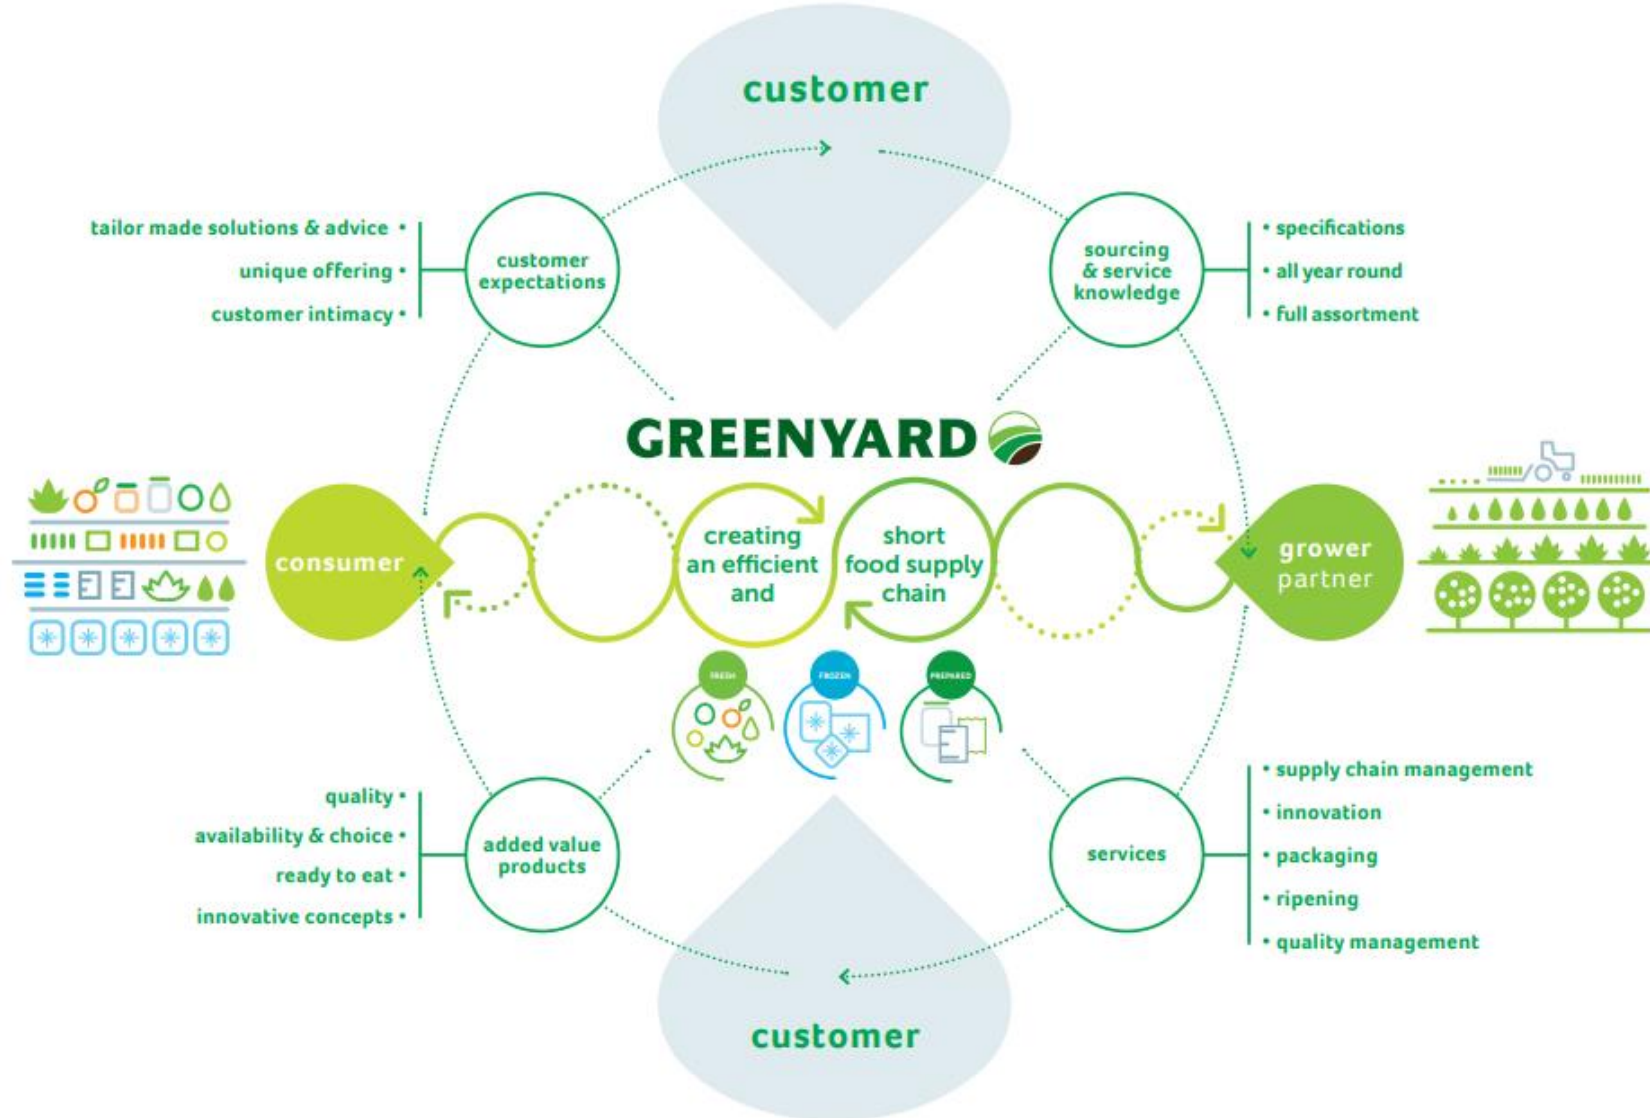 customer
tailor made solutions & advice •
unique offering •
customer intimacy •
customer
expectations
sourcing
& service
knowledge
• specifications
• all year round
• full assortment
GREENYARD
consumer
creating
an efficient
and
short
food supply
chain
grower
partner
FRESH
FROZEN
PREPARED
quality •
availability & choice •
ready to eat •
innovative concepts •
added value
products
services
• supply chain management
• innovation
• packaging
• ripening
• quality management
customer